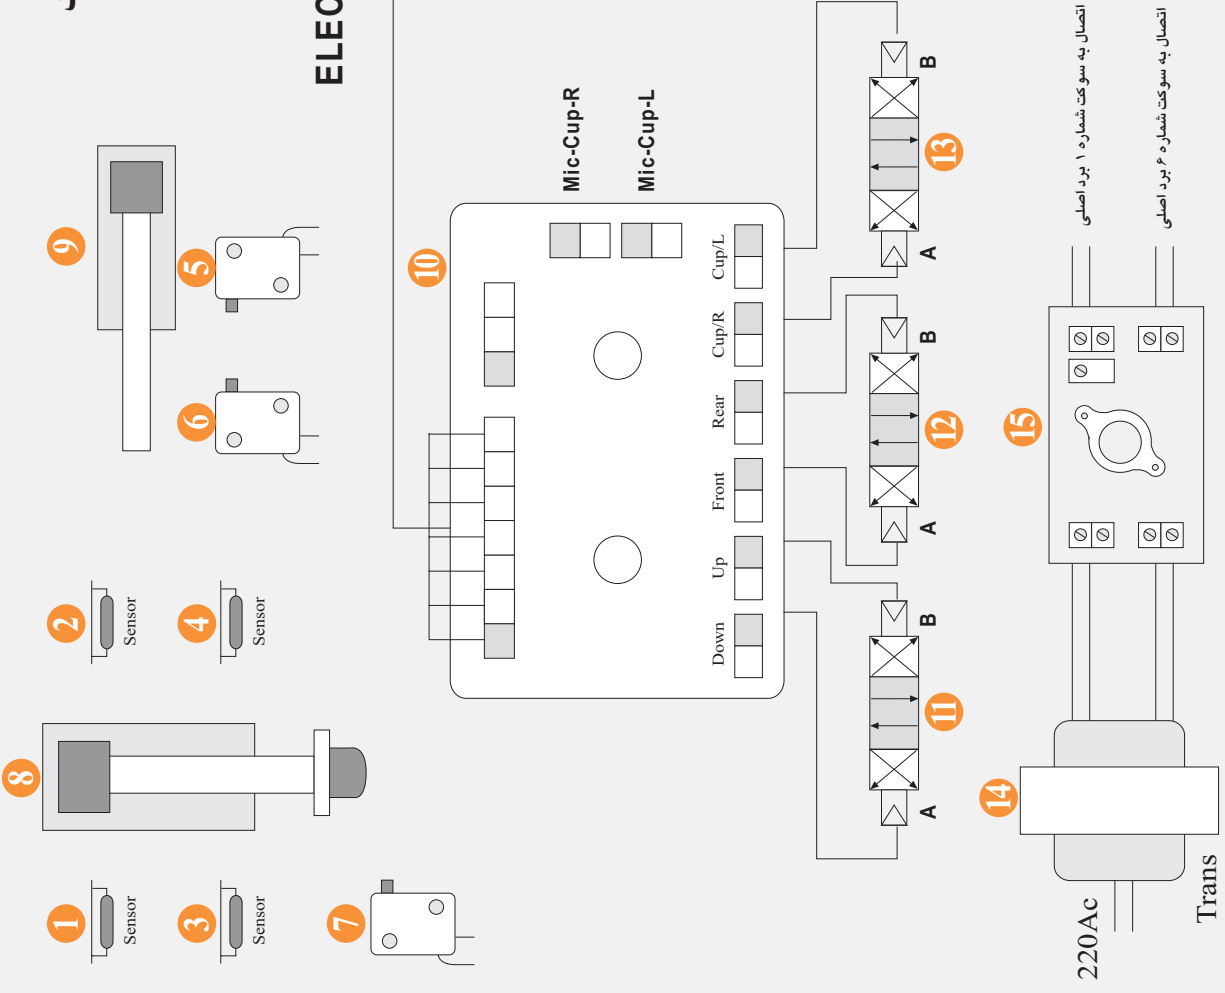 8
1
2
9
Sensor
Sensor
3
4
6
5
Sensor
Sensor
7
ELEC
10
Mic-Cup-R
Mic-Cup-L
Down
Up
Front
Rear
Cup/R
Cup/L
A
B
A
B
A
B
11
12
13
14
15
220Ac
Trans
اتصال به سوکت شماره ۱ برد اصلی
اتصال به سوکت شماره ۶ برد اصلی